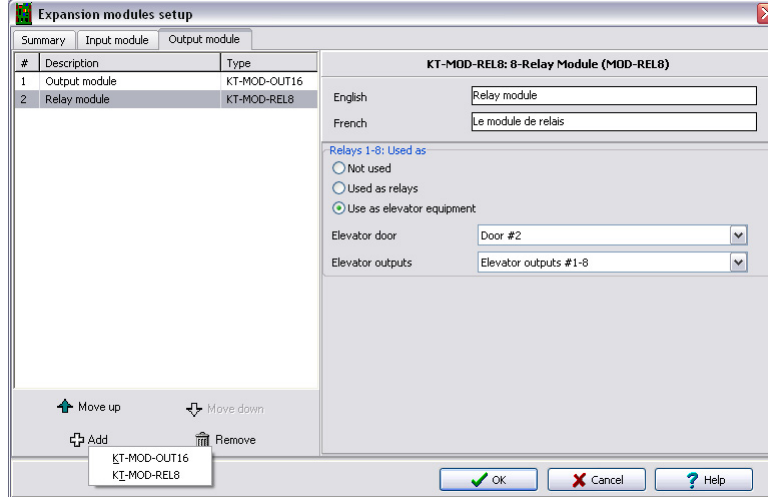 Expansion modules setup
Summary Input module Output module
# Description Type
1 Output module KT-MOD-OUT16
2 Relay module KT-MOD-REL8
KT-MOD-REL8: 8-Relay Module (MOD-REL8)
English Relay module
French Le module de relais
Relays 1-8: Used as
Not used
Used as relays
Use as elevator equipment
Elevator door Door #2
Elevator outputs Elevator outputs #1-8
Move up Move down
Add Remove
KT-MOD-OUT16
KT-MOD-REL8
OK Cancel Help